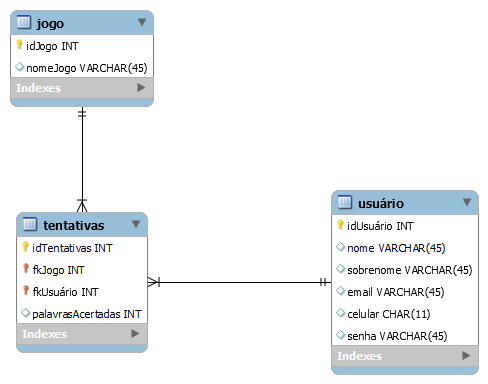 jogo
idJogo INT
nomeJogo VARCHAR(45)
Indexes
tentativas
idTentativas INT
fkJogo INT
fkUsuário INT
palavrasAcertadas INT
Indexes
usuário
idUsuário INT
nome VARCHAR(45)
sobrenome VARCHAR(45)
email VARCHAR(45)
celular CHAR(11)
senha VARCHAR(45)
Indexes